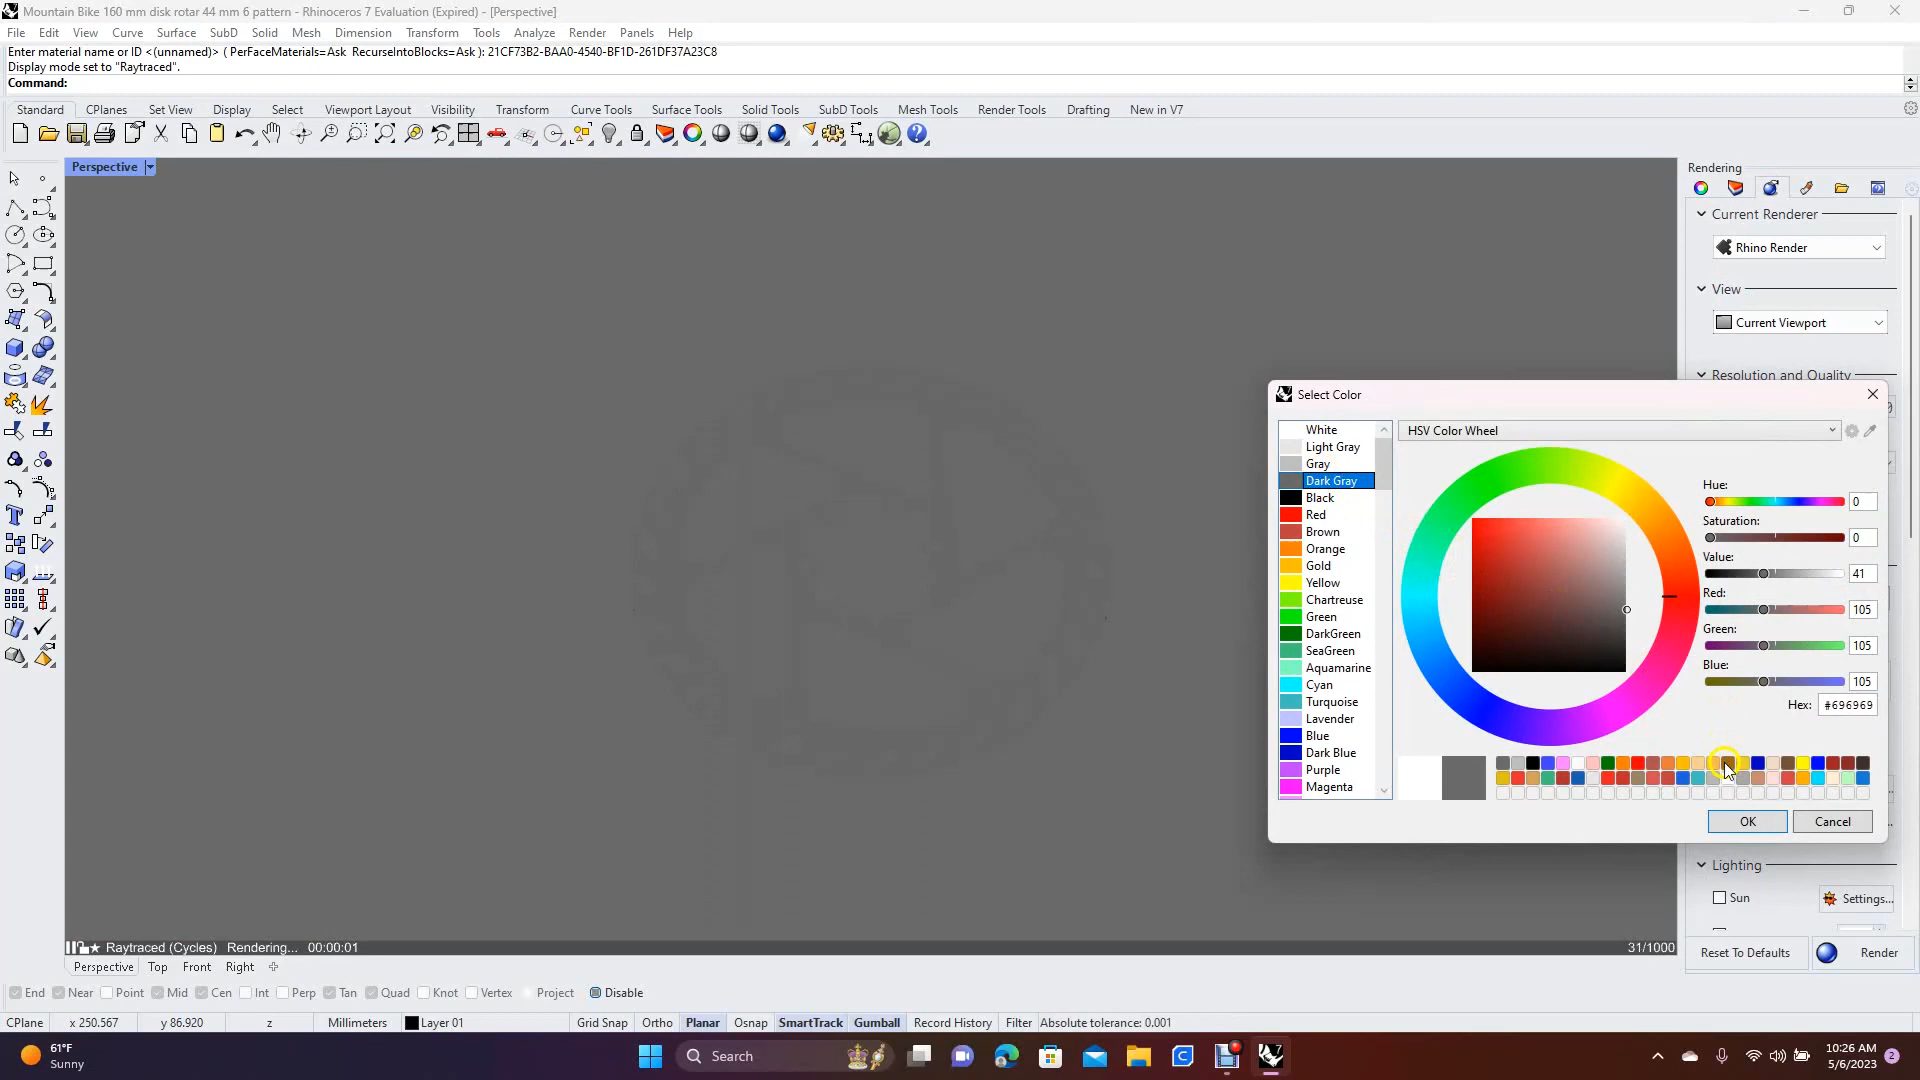 Mountain Bike 160 mm disk rotar 44 mm 6 pattern - Rhinoceros 7 Evaluation (Expired) - [Perspective]
File Edit View Curve Surface SubD Solid Mesh Dimension Transform Tools Analyze Render Panels Help
Enter material name or ID <(unnamed)> ( PerFaceMaterials=Ask RecurseIntoBlocks=Ask ): 21CF73B2-BAA0-4540-BF1D-261DF37A23C8
Display mode set to "Raytraced".
Command:
Standard CPlanes Set View Display Select Viewport Layout Visibility Transform Curve Tools Surface Tools Solid Tools SubD Tools Mesh Tools Render Tools Drafting New in V7
Perspective
Rendering
Current Renderer
Rhino Render
View
Current Viewport
Resolution and Quality
Select Color
White
Light Gray
Gray
Dark Gray
Black
Red
Brown
Orange
Gold
Yellow
Chartreuse
Green
DarkGreen
SeaGreen
Aquamarine
Cyan
Turquoise
Lavender
Blue
Dark Blue
Purple
Magenta
HSV Color Wheel
Hue:
0
Saturation:
0
Value:
41
Red:
105
Green:
105
Blue:
105
Hex: #696969
OK Cancel
Lighting
Sun Settings...
Reset To Defaults Render
Raytraced (Cycles) Rendering... 00:00:01 31/1000
Perspective Top Front Right
End Near Point Mid Cen Int Perp Tan Quad Knot Vertex Project Disable
CPlane x 250.567 y 86.920 z Millimeters Layer 01 Grid Snap Ortho Planar Osnap SmartTrack Gumball Record History Filter Absolute tolerance: 0.001
61°F
Sunny
Search
10:26 AM
5/6/2023
2